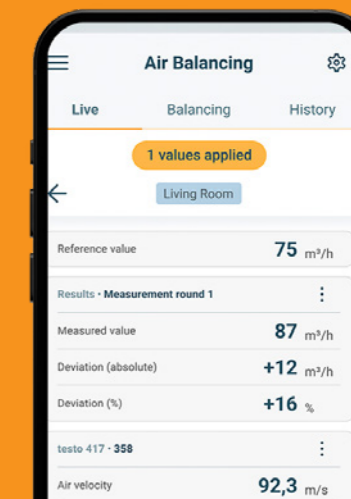 Air Balancing
Live Balancing History
1 values applied
Living Room
Reference value 75 m³/h
Results • Measurement round 1
Measured value 87 m³/h
Deviation (absolute) +12 m³/h
Deviation (%) +16 %
testo 417 - 358
Air velocity 92,3 m/s